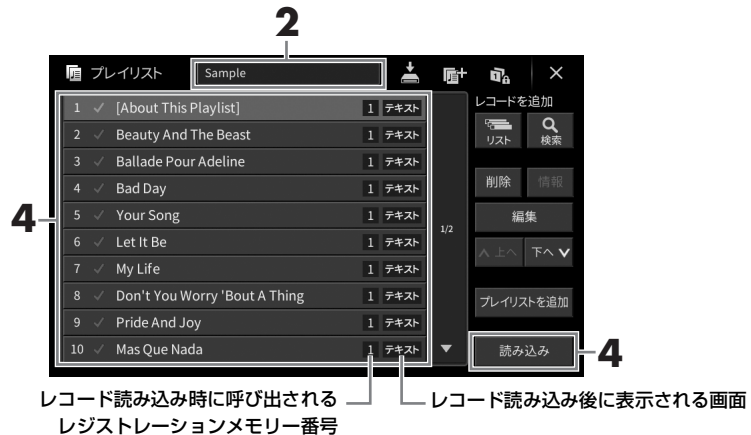 2
プレイリスト Sample
レコードを追加
1 [About This Playlist] 1 テキスト
2 Beauty And The Beast 1 テキスト
3 Ballade Pour Adeline 1 テキスト
4 Bad Day 1 テキスト
5 Your Song 1 テキスト
6 Let It Be 1 テキスト
7 My Life 1 テキスト
8 Don't You Worry 'Bout A Thing 1 テキスト
9 Pride And Joy 1 テキスト
10 Mas Que Nada 1 テキスト
4
1/2
リスト 検索
削除 情報
編集
上へ 下へ
プレイリストを追加
読み込み
4
レコード読み込み時に呼び出される
レジストレーションメモリー番号
レコード読み込み後に表示される画面